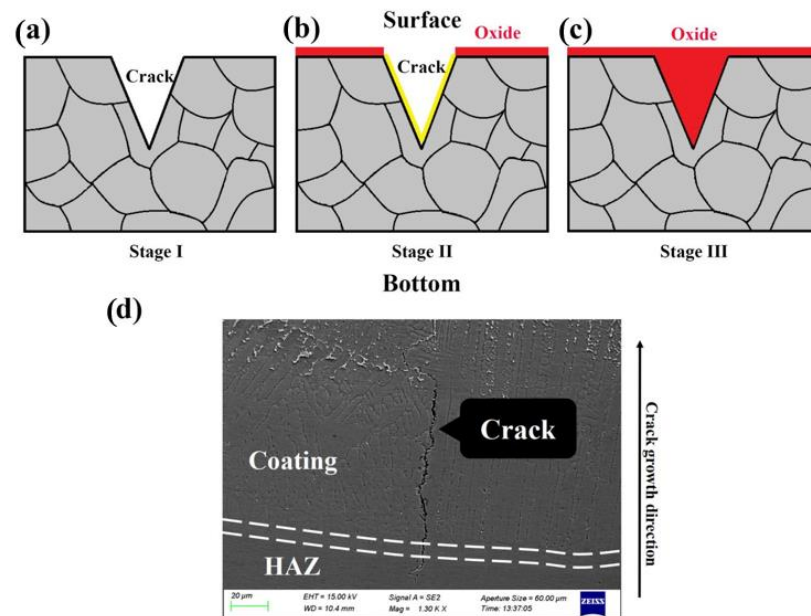 (a)
Crack
Stage I
Surface
(b)
Oxide
Crack
Stage II
(c)
Oxide
Stage III
Bottom
(d)
Crack
Coating
HAZ
Crack growth direction
20 μm
EHT = 15.00 kV
Signal A = SE2
Aperture Size = 60.00 μm
WD = 10.4 mm
Mag = 1.30 K X
Time: 13:37:05
ZEISS